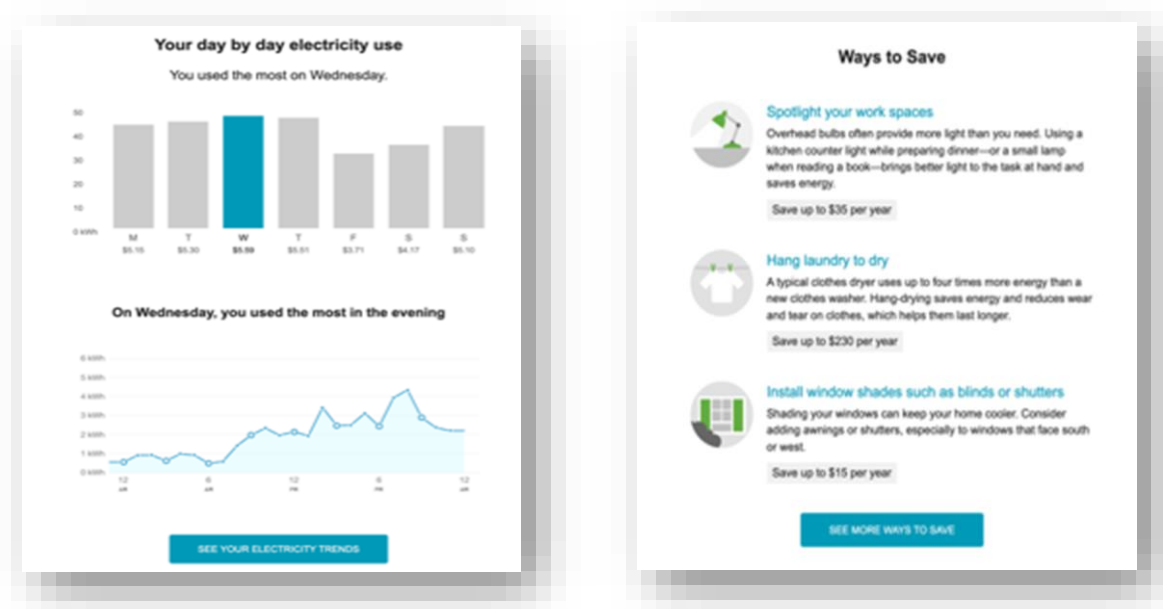 Your day by day electricity use
You used the most on Wednesday.
50
40
30
20
10
0 kWh
M T W T F S S
$5.15 $5.30 $5.59 $5.51 $3.71 $4.17 $5.10
On Wednesday, you used the most in the evening
6 kWh
5 kWh
4 kWh
3 kWh
2 kWh
1 kWh
0 kWh
12 6 12 6 12
SEE YOUR ELECTRICITY TRENDS
Ways to Save
Spotlight your work spaces
Overhead bulbs often provide more light than you need. Using a
kitchen counter light while preparing dinner—or a small lamp
when reading a book—brings better light to the task at hand and
saves energy.
Save up to $35 per year
Hang laundry to dry
A typical clothes dryer uses up to four times more energy than a
new clothes washer. Hang-drying saves energy and reduces wear
and tear on clothes, which helps them last longer.
Save up to $230 per year
Install window shades such as blinds or shutters
Shading your windows can keep your home cooler. Consider
adding awnings or shutters, especially to windows that face south
or west.
Save up to $15 per year
SEE MORE WAYS TO SAVE